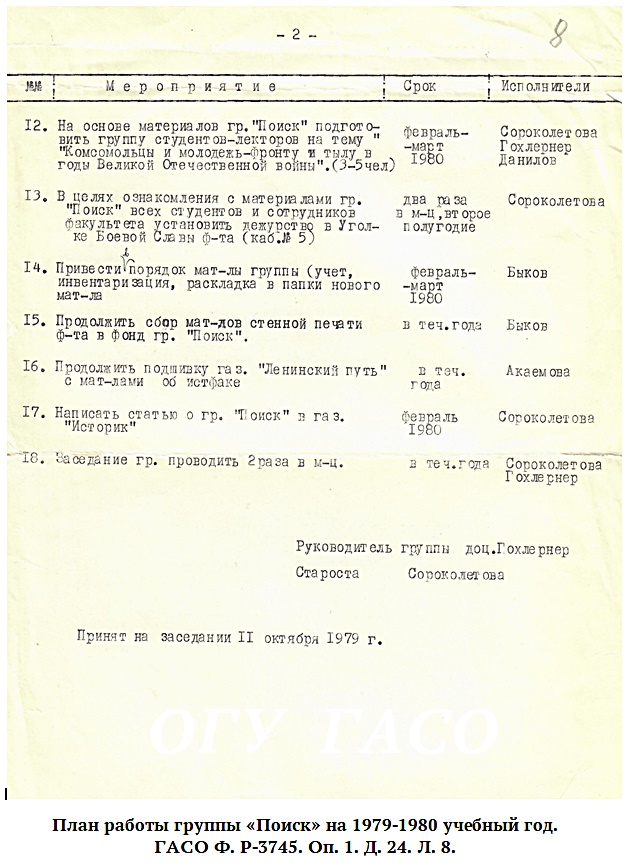 - 2 -
8
№№ Мероприятие Срок Исполнители
12. На основе материалов гр."Поиск" подгото-
вить группу студентов-лекторов на тему "
"Комсомольцы и молодежь-фронту и тылу в
годы Великой Отечественной войны".(3-5чел)
февраль-
-март
1980
Сороколетова
Гохлернер
Данилов
13. В целях ознакомления с материалами гр.
"Поиск" всех студентов и сотрудников
факультета установить дежурство в Угол-
ке Боевой Славы ф-та (каб.№ 5)
два раза
в м-ц,второе
полугодие
Сороколетова
14. Привести в порядок мат-лы группы (учет,
инвентаризация, раскладка в папки нового
мат-ла
февраль-
-март
1980
Быков
15. Продолжить сбор мат-лов стенной печати
ф-та в фонд гр. "Поиск".
в теч.года
Быков
16. Продолжить подшивку газ. "Ленинский путь"
с мат-лами об истфаке
в теч.
года
Акаемова
17. Написать статью о гр. "Поиск" в газ.
"Историк"
февраль
1980
Сороколетова
18. Заседание гр. проводить 2раза в м-ц.
в теч.года
Сороколетова
Гохлернер
Руководитель группы доц.Гохлернер
Староста Сороколетова
Принят на заседании II октября 1979 г.
ОГУ ГАСО
План работы группы «Поиск» на 1979-1980 учебный год.
ГАСО Ф. Р-3745. Оп. 1. Д. 24. Л. 8.